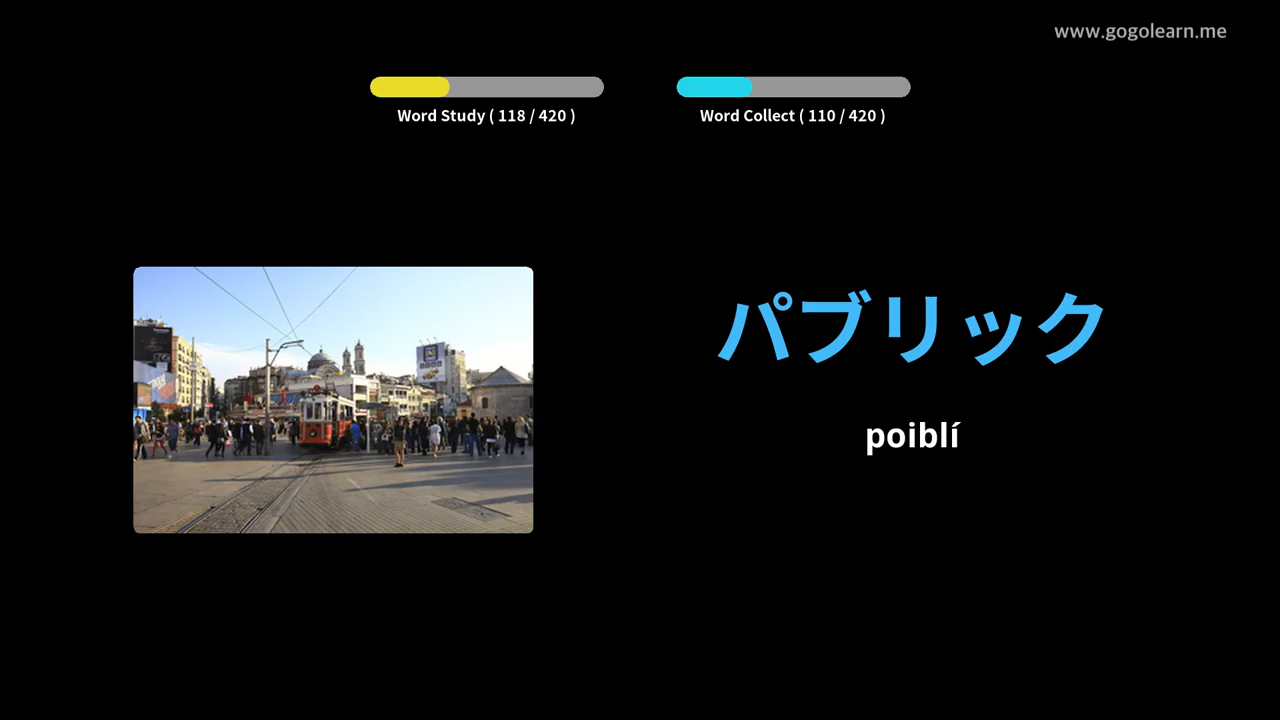 www.gogolearn.me
Word Study ( 118 / 420 )
Word Collect ( 110 / 420 )
パブリック
poiblí